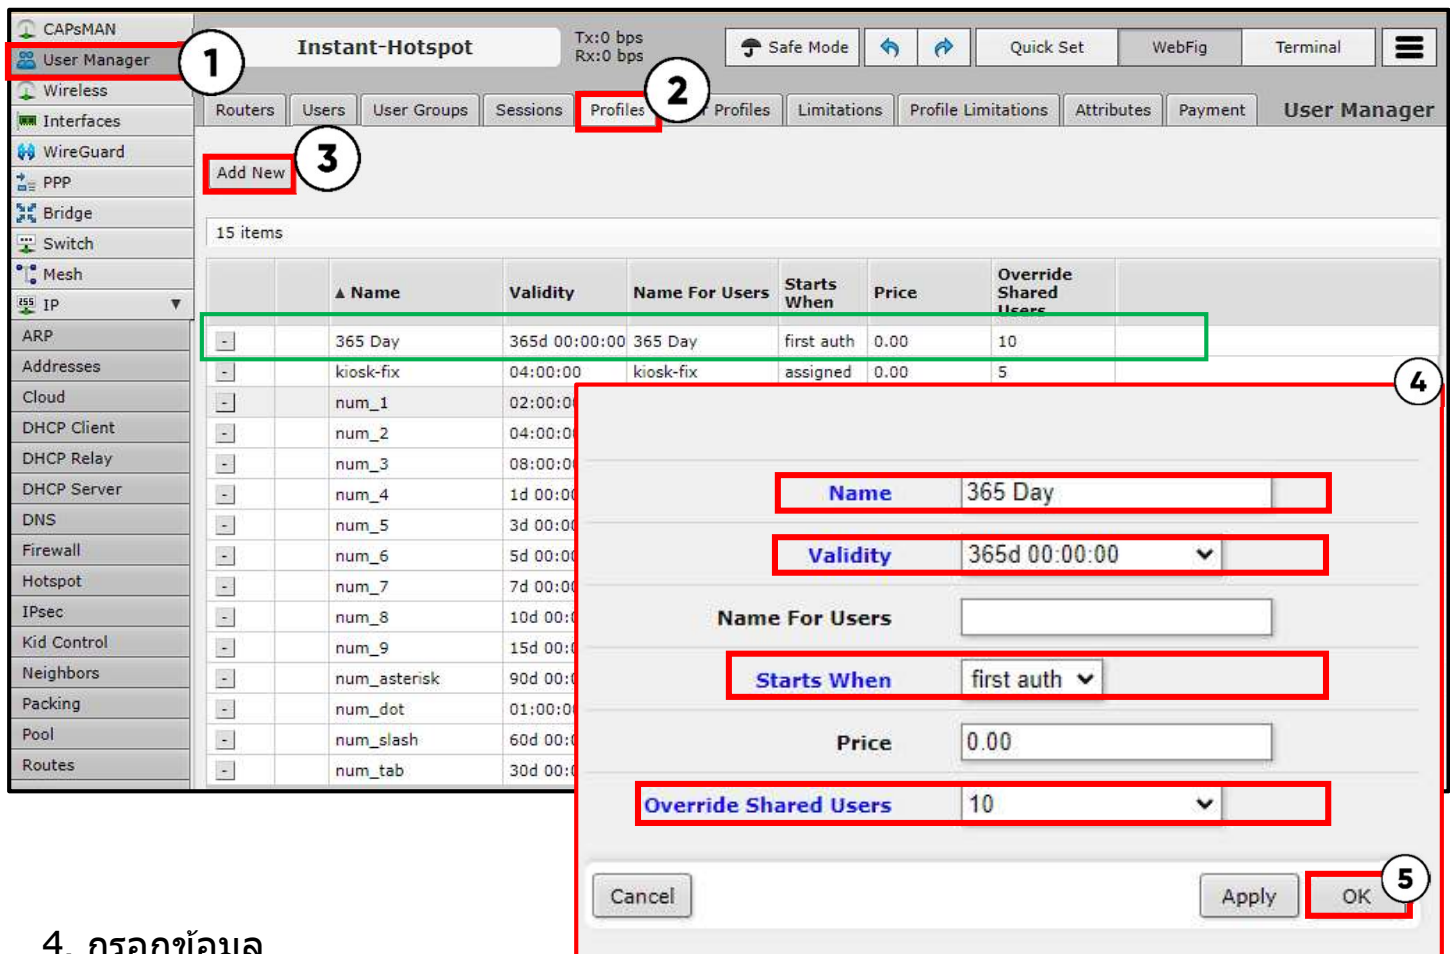 CAPsMAN
User Manager
Wireless
Interfaces
WireGuard
PPP
Bridge
Switch
Mesh
255 IP ▼
ARP
Addresses
Cloud
DHCP Client
DHCP Relay
DHCP Server
DNS
Firewall
Hotspot
IPsec
Kid Control
Neighbors
Packing
Pool
Routes
1
Instant-Hotspot
Tx:0 bps
Rx:0 bps
Safe Mode
Quick Set
WebFig
Terminal
2
Routers Users User Groups Sessions Profiles Profiles Limitations Profile Limitations Attributes Payment User Manager
3
Add New
15 items
▲ Name Validity Name For Users Starts When Price Override Shared Users
- 365 Day 365d 00:00:00 365 Day first auth 0.00 10
- kiosk-fix 04:00:00 kiosk-fix assigned 0.00 5
- num_1 02:00:0
- num_2 04:00:0
- num_3 08:00:0
- num_4 1d 00:0
- num_5 3d 00:0
- num_6 5d 00:0
- num_7 7d 00:0
- num_8 10d 00:
- num_9 15d 00:
- num_asterisk 90d 00:
- num_dot 01:00:0
- num_slash 60d 00:
- num_tab 30d 00:
4
Name 365 Day
Validity 365d 00:00:00
Name For Users
Starts When first auth
Price 0.00
Override Shared Users 10
Cancel
Apply
OK
5
4. กรอกข้อมูล